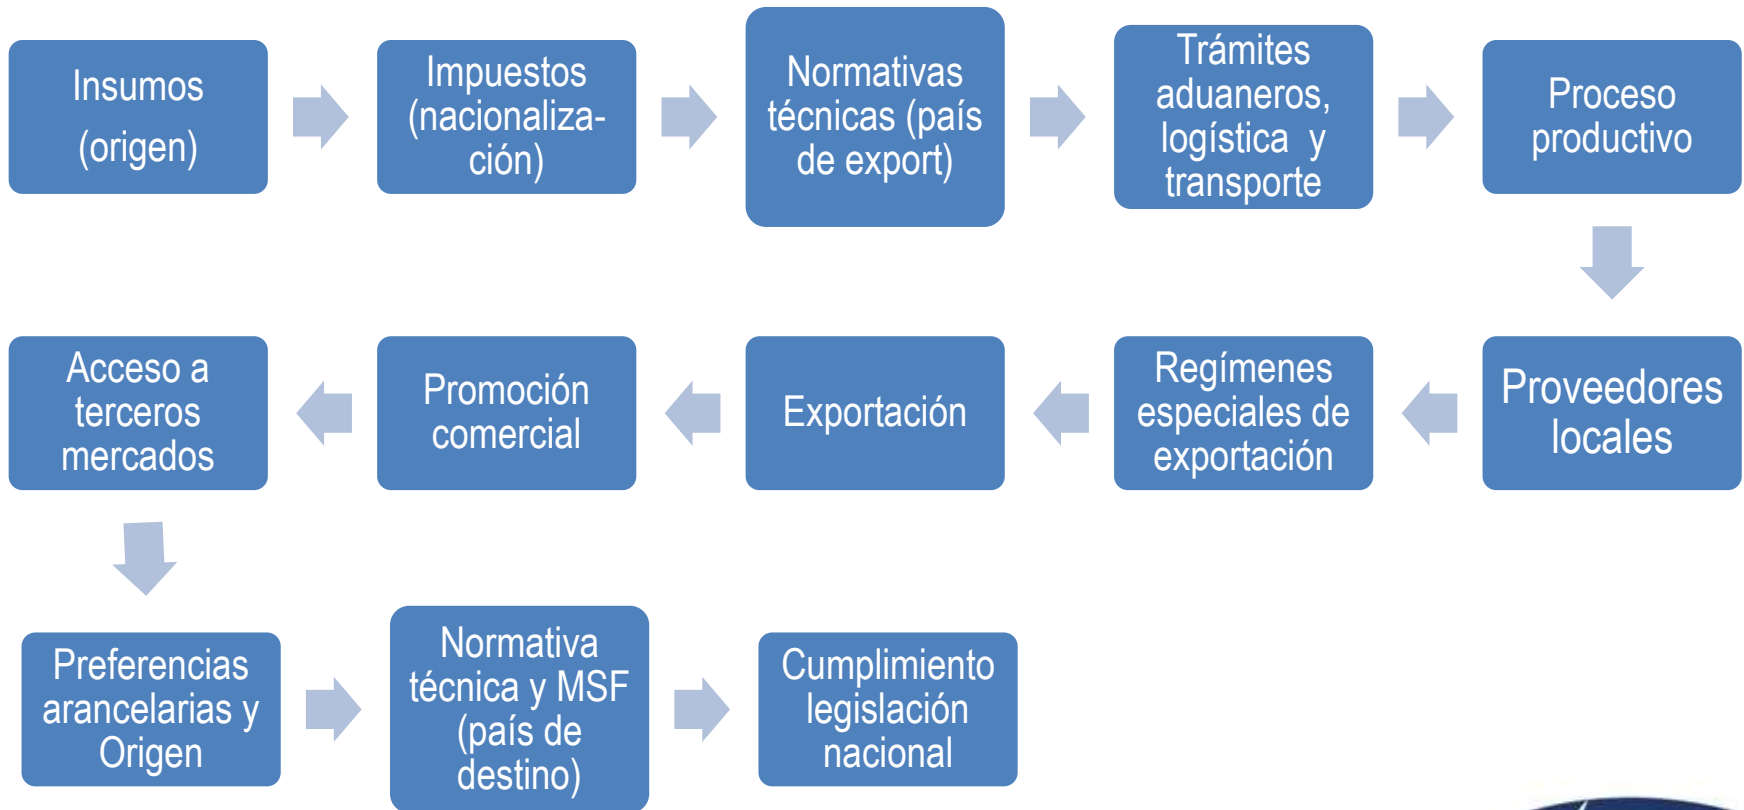 Insumos
(origen)
Impuestos
(nacionaliza-
ción)
Normativas
técnicas (país
de export)
Trámites
aduaneros,
logística y
transporte
Proceso
productivo
Proveedores
locales
Regímenes
especiales de
exportación
Exportación
Promoción
comercial
Acceso a
terceros
mercados
Preferencias
arancelarias y
Origen
Normativa
técnica y MSF
(país de
destino)
Cumplimiento
legislación
nacional